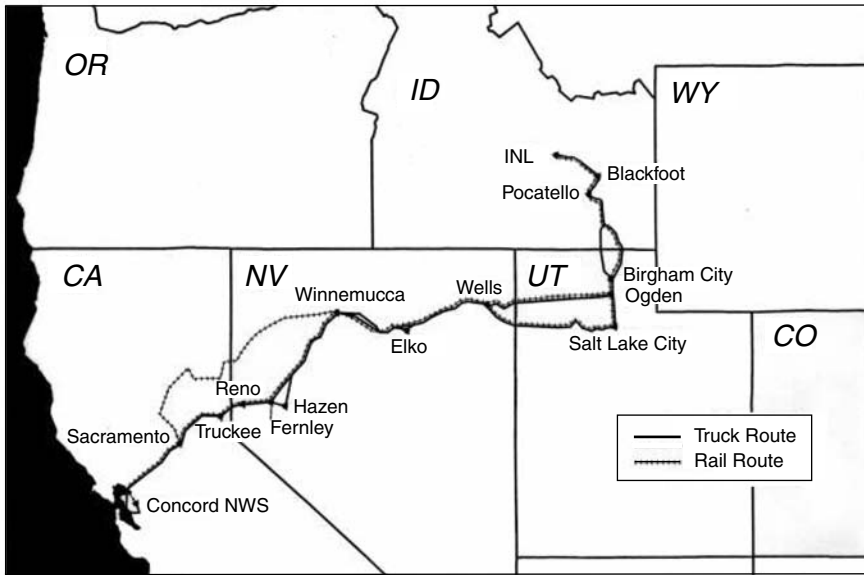 OR
ID
WY
INL
Blackfoot
Pocatello
CA
NV
UT
Birgham City
Wells
Winnemucca
Ogden
Elko
Salt Lake City
CO
Reno
Hazen
Sacramento
Truckee
Fernley
Truck Route
Rail Route
Concord NWS